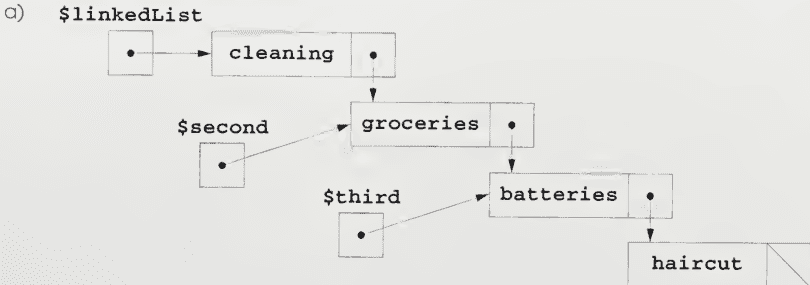 a) $linkedList
cleaning
$second
groceries
$third
batteries
haircut